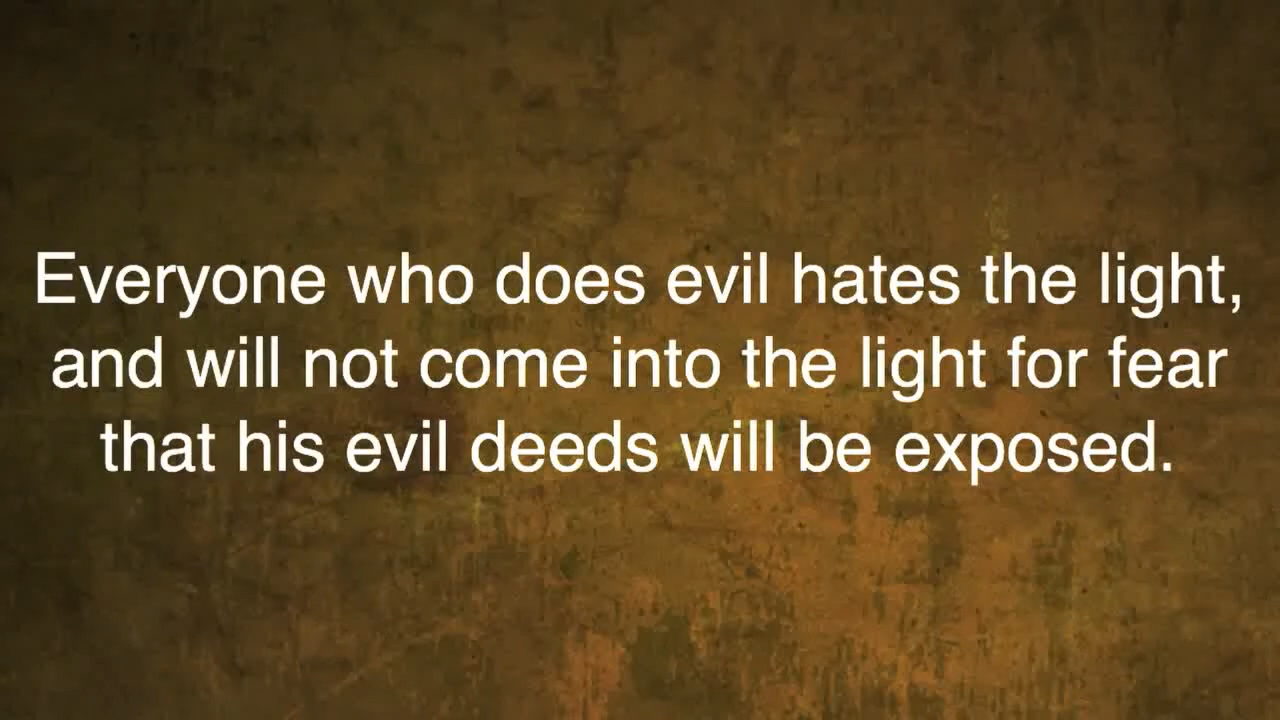 Everyone who does evil hates the light,
and will not come into the light for fear
that his evil deeds will be exposed.